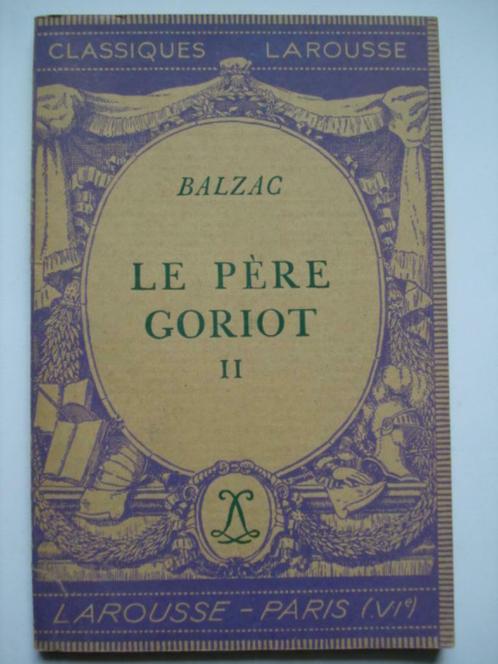 CLASSIQUES LAROUSSE
BALZAC
LE PÈRE
GORIOT
II
LAROUSSE - PARIS (VIe)